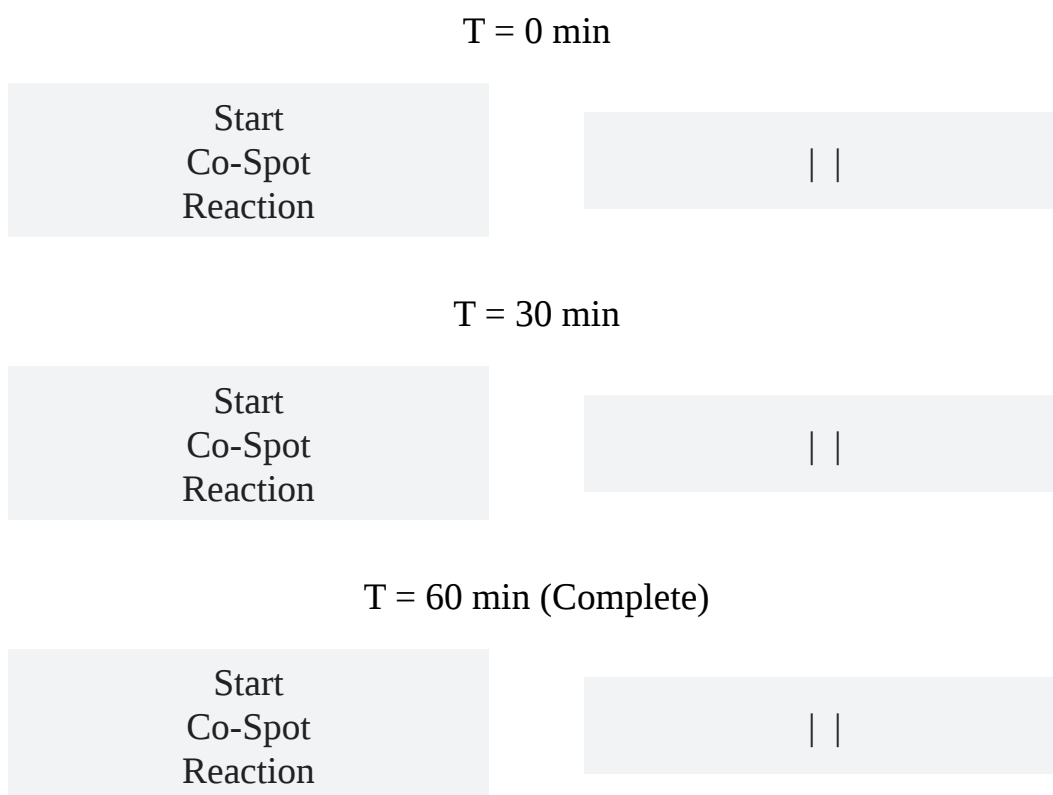 T = 0 min
Start
Co-Spot
Reaction
| |
T = 30 min
Start
Co-Spot
Reaction
| |
T = 60 min (Complete)
Start
Co-Spot
Reaction
| |